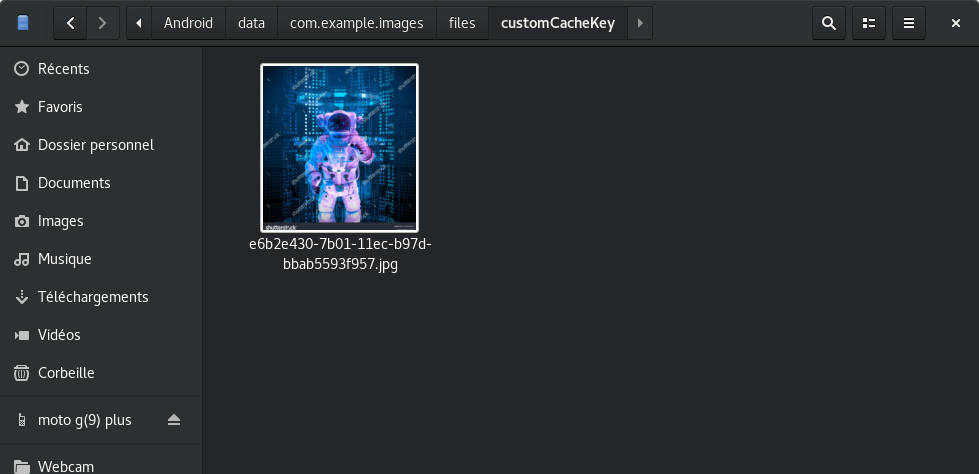 Android data com.example.images files customCacheKey
Récents
Favoris
Dossier personnel
Documents
Images
Musique
Téléchargements
Vidéos
Corbeille
moto g(9) plus
Webcam
shutterstock
e6b2e430-7b01-11ec-b97d-
bbab5593f957.jpg